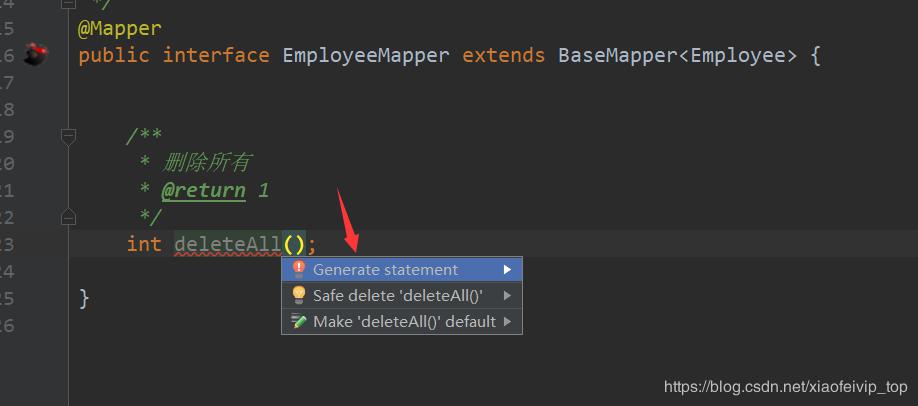 14 */
15 @Mapper
16 public interface EmployeeMapper extends BaseMapper<Employee> {
17
18
19 /**
20 * 删除所有
21 * @return 1
22 */
23 int deleteAll();
Generate statement
24
Safe delete 'deleteAll()'
25 }
Make 'deleteAll()' default
26
https://blog.csdn.net/xiaofeivip_top